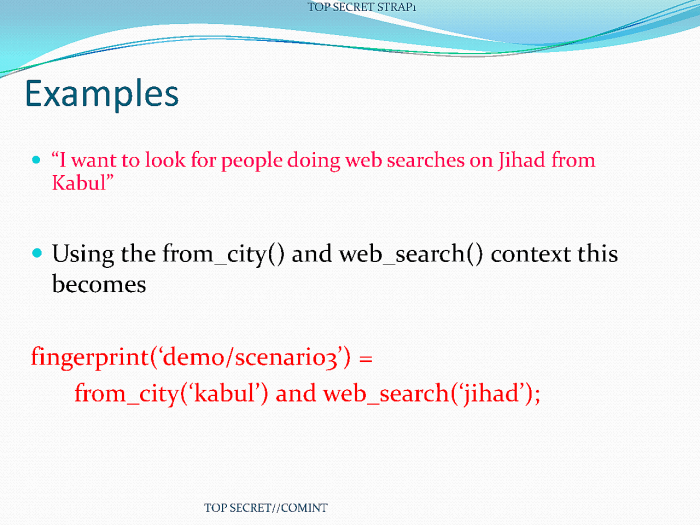 TOP SECRET STRAP1
Examples
“I want to look for people doing web searches on Jihad from
Kabul”
Using the from_city() and web_search() context this
becomes
fingerprint(‘demo/scenario3’) =
from_city(‘kabul’) and web_search(‘jihad’);
TOP SECRET//COMINT